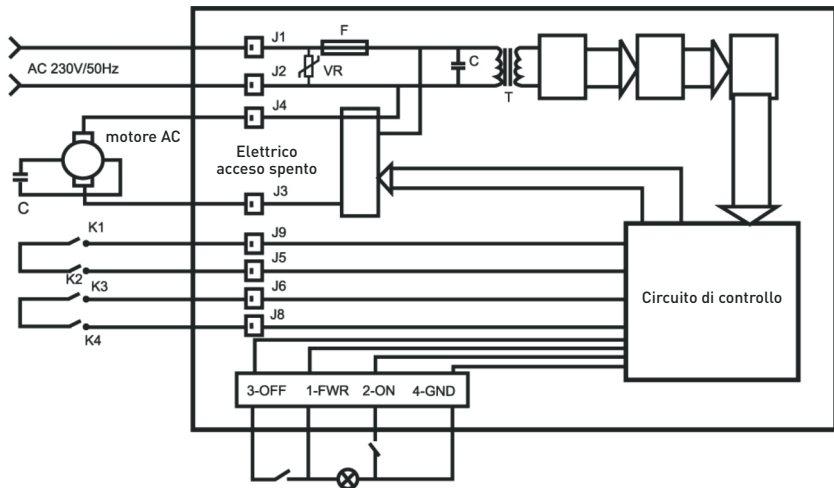 J1
F
AC 230V/50Hz
J2
VR
C
T
J4
motore AC
Elettrico
acceso spento
C
J3
K1
J9
K2
J5
K3
J6
Circuito di controllo
K4
J8
3-OFF 1-FWR 2-ON 4-GND